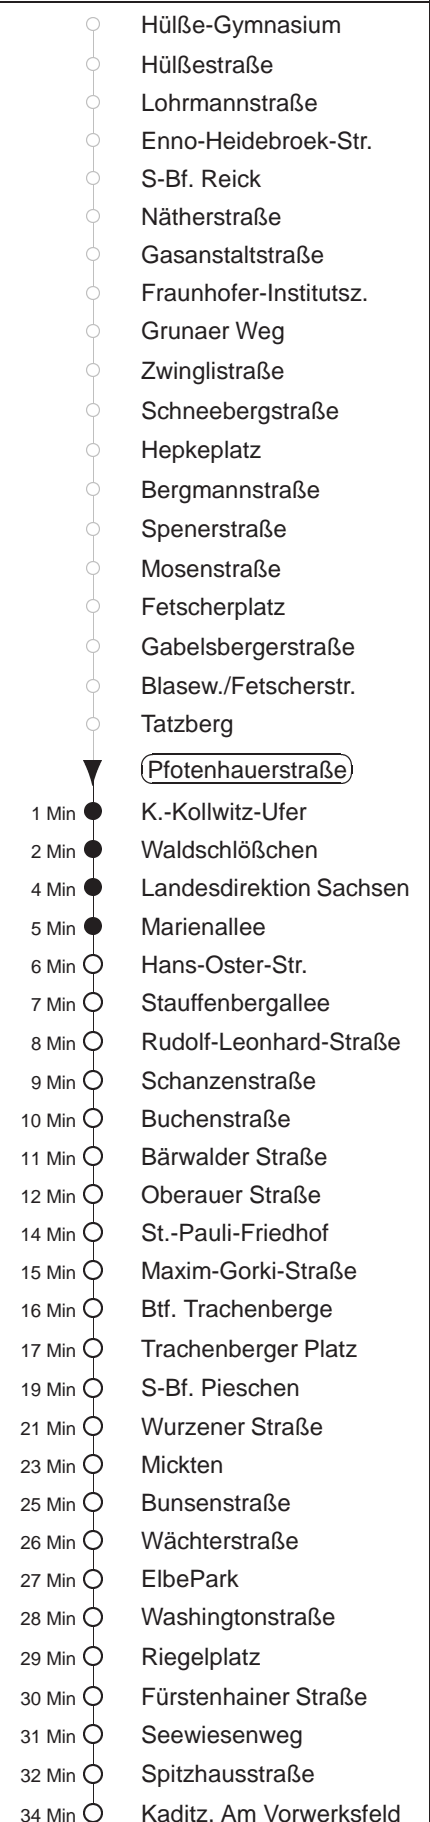 Hülße-Gymnasium
Hülßestraße
Lohrmannstraße
Enno-Heidebroek-Str.
S-Bf. Reick
Nätherstraße
Gasanstaltstraße
Fraunhofer-Institutsz.
Grunaer Weg
Zwinglistraße
Schneebergstraße
Hepkeplatz
Bergmannstraße
Spenerstraße
Mosenstraße
Fetscherplatz
Gabelsbergerstraße
Blasew./Fetscherstr.
Tatzberg
Pfotenhauerstraße
1 Min K.-Kollwitz-Ufer
2 Min Waldschlößchen
4 Min Landesdirektion Sachsen
5 Min Marienallee
6 Min Hans-Oster-Str.
7 Min Stauffenbergallee
8 Min Rudolf-Leonhard-Straße
9 Min Schanzenstraße
10 Min Buchenstraße
11 Min Bärwalder Straße
12 Min Oberauer Straße
14 Min St.-Pauli-Friedhof
15 Min Maxim-Gorki-Straße
16 Min Btf. Trachenberge
17 Min Trachenberger Platz
19 Min S-Bf. Pieschen
21 Min Wurzener Straße
23 Min Mickten
25 Min Bunsenstraße
26 Min Wächterstraße
27 Min ElbePark
28 Min Washingtonstraße
29 Min Riegelplatz
30 Min Fürstenhainer Straße
31 Min Seewiesenweg
32 Min Spitzhausstraße
34 Min Kaditz, Am Vorwerksfeld